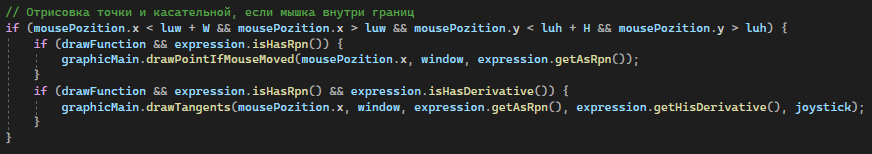 // Отрисовка точки и касательной, если мышка внутри границ
if (mousePozition.x < luw + W && mousePozition.x > luw && mousePozition.y < luh + H && mousePozition.y > luh) {
    if (drawFunction && expression.isHasRpn()) {
        graphicMain.drawPointIfMouseMoved(mousePozition.x, window, expression.getAsRpn());
    }
    if (drawFunction && expression.isHasRpn() && expression.isHasDerivative()) {
        graphicMain.drawTangents(mousePozition.x, window, expression.getAsRpn(), expression.getHisDerivative(), joystick);
    }
}